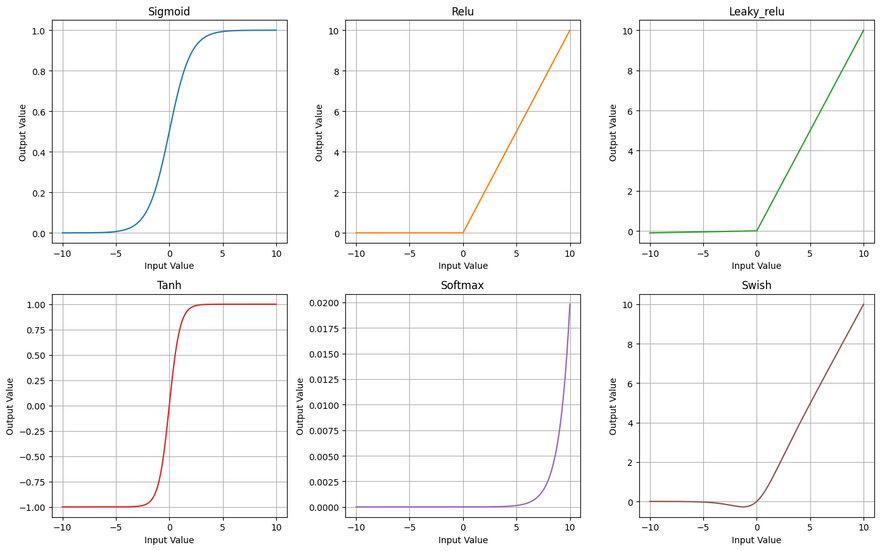 Sigmoid
1.0
0.8
0.6
0.4
0.2
0.0
Output Value
−10 −5 0 5 10
Input Value
Relu
10
8
6
4
2
0
Output Value
−10 −5 0 5 10
Input Value
Leaky_relu
10
8
6
4
2
0
Output Value
−10 −5 0 5 10
Input Value
Tanh
1.00
0.75
0.50
0.25
0.00
−0.25
−0.50
−0.75
−1.00
Output Value
−10 −5 0 5 10
Input Value
Softmax
0.0200
0.0175
0.0150
0.0125
0.0100
0.0075
0.0050
0.0025
0.0000
Output Value
−10 −5 0 5 10
Input Value
Swish
10
8
6
4
2
0
Output Value
−10 −5 0 5 10
Input Value